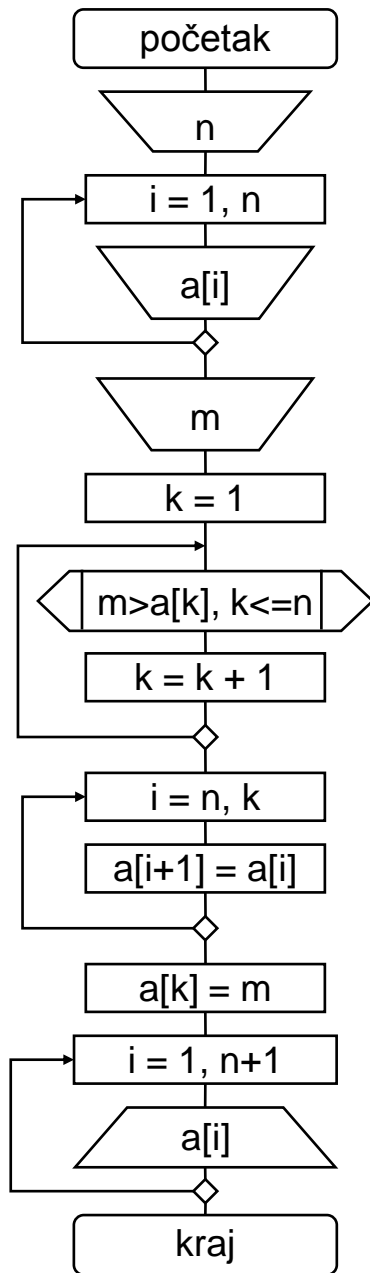 početak
n
i = 1, n
a[i]
m
k = 1
m>a[k], k<=n
k = k + 1
i = n, k
a[i+1] = a[i]
a[k] = m
i = 1, n+1
a[i]
kraj